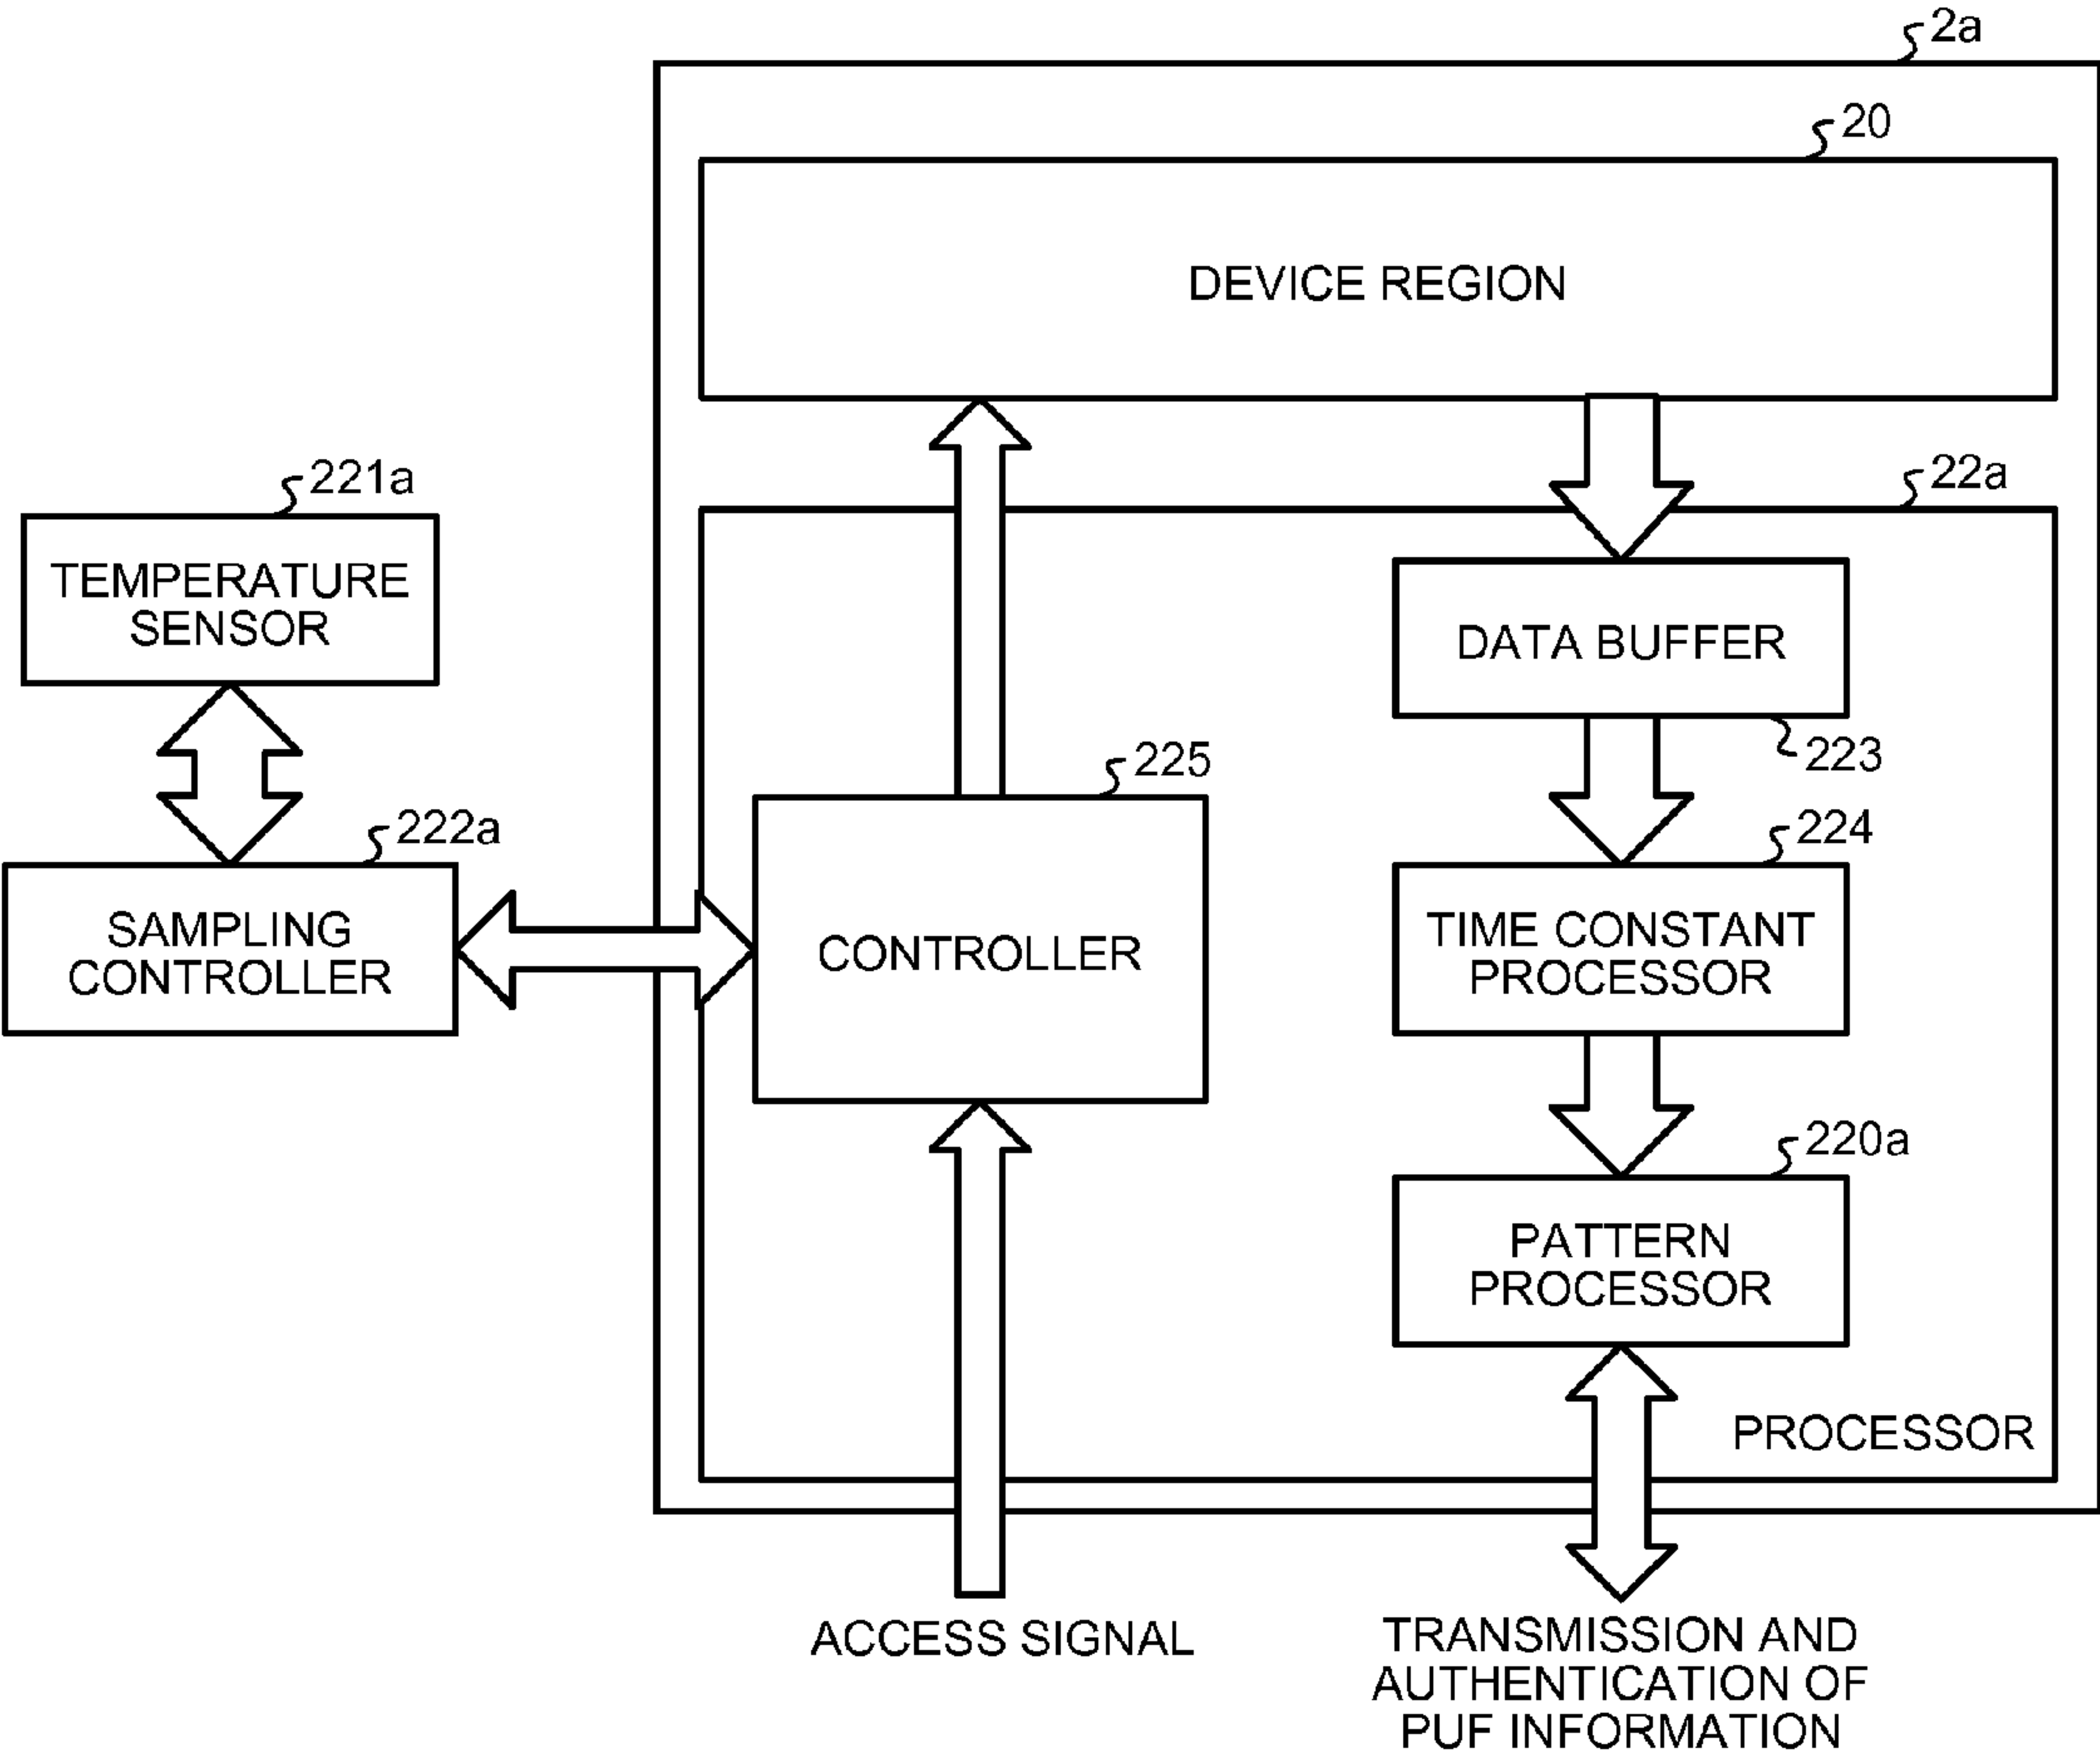 2a
20
DEVICE REGION
221a
22a
TEMPERATURE
SENSOR
DATA BUFFER
223
225
222a
224
SAMPLING
CONTROLLER
CONTROLLER
TIME CONSTANT
PROCESSOR
220a
PATTERN
PROCESSOR
PROCESSOR
ACCESS SIGNAL
TRANSMISSION AND
AUTHENTICATION OF
PUF INFORMATION